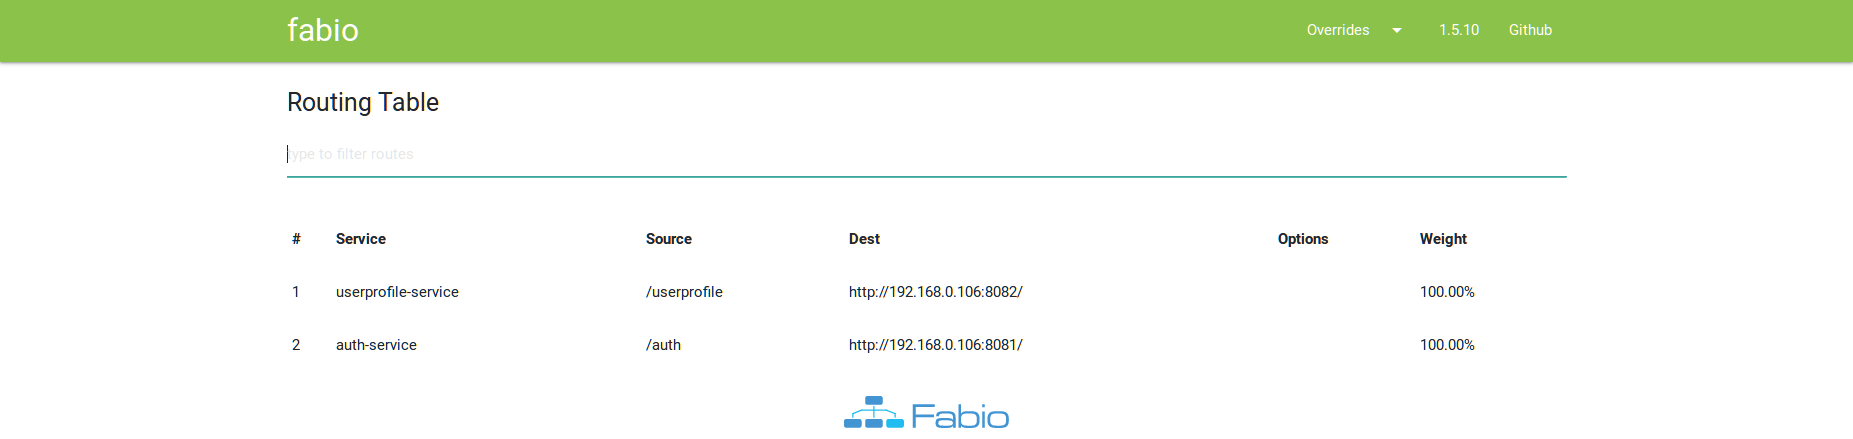 fabio Overrides 1.5.10 Github
Routing Table
type to filter routes
# Service Source Dest Options Weight
1 userprofile-service /userprofile http://192.168.0.106:8082/ 100.00%
2 auth-service /auth http://192.168.0.106:8081/ 100.00%
Fabio